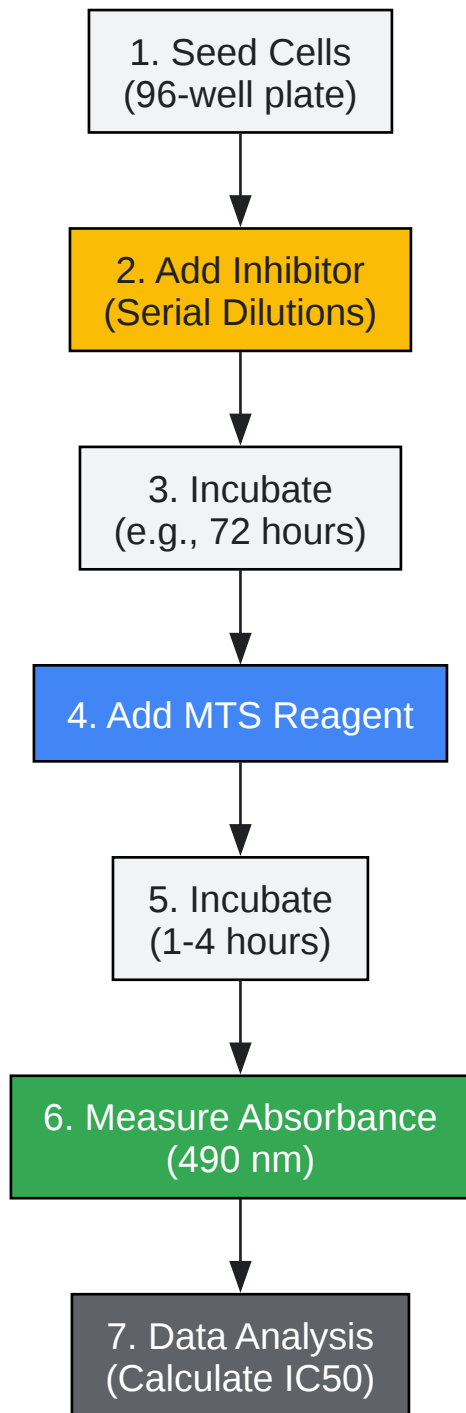 1. Seed Cells
(96-well plate)
2. Add Inhibitor
(Serial Dilutions)
3. Incubate
(e.g., 72 hours)
4. Add MTS Reagent
5. Incubate
(1-4 hours)
6. Measure Absorbance
(490 nm)
7. Data Analysis
(Calculate IC50)